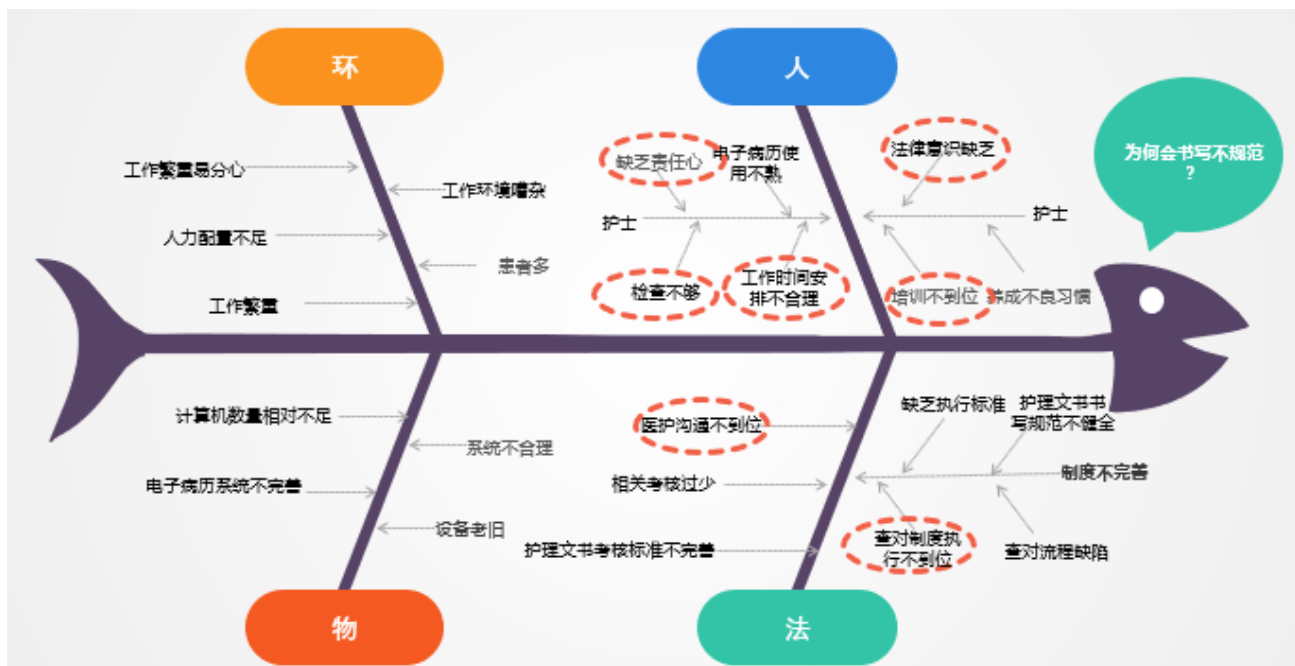 环
人
为何会书写不规范
?
工作繁重易分心
工作环境嘈杂
人力配置不足
患者多
工作繁重
缺乏责任心
电子病历使
用不熟
法律意识缺乏
护士
护士
检查不够
工作时间安
排不合理
培训不到位
养成不良习惯
计算机数量相对不足
系统不合理
电子病历系统不完善
设备老旧
医护沟通不到位
缺乏执行标准
护理文书书
写规范不健全
相关考核过少
制度不完善
护理文书考核标准不完善
查对制度执
行不到位
查对流程缺陷
物
法